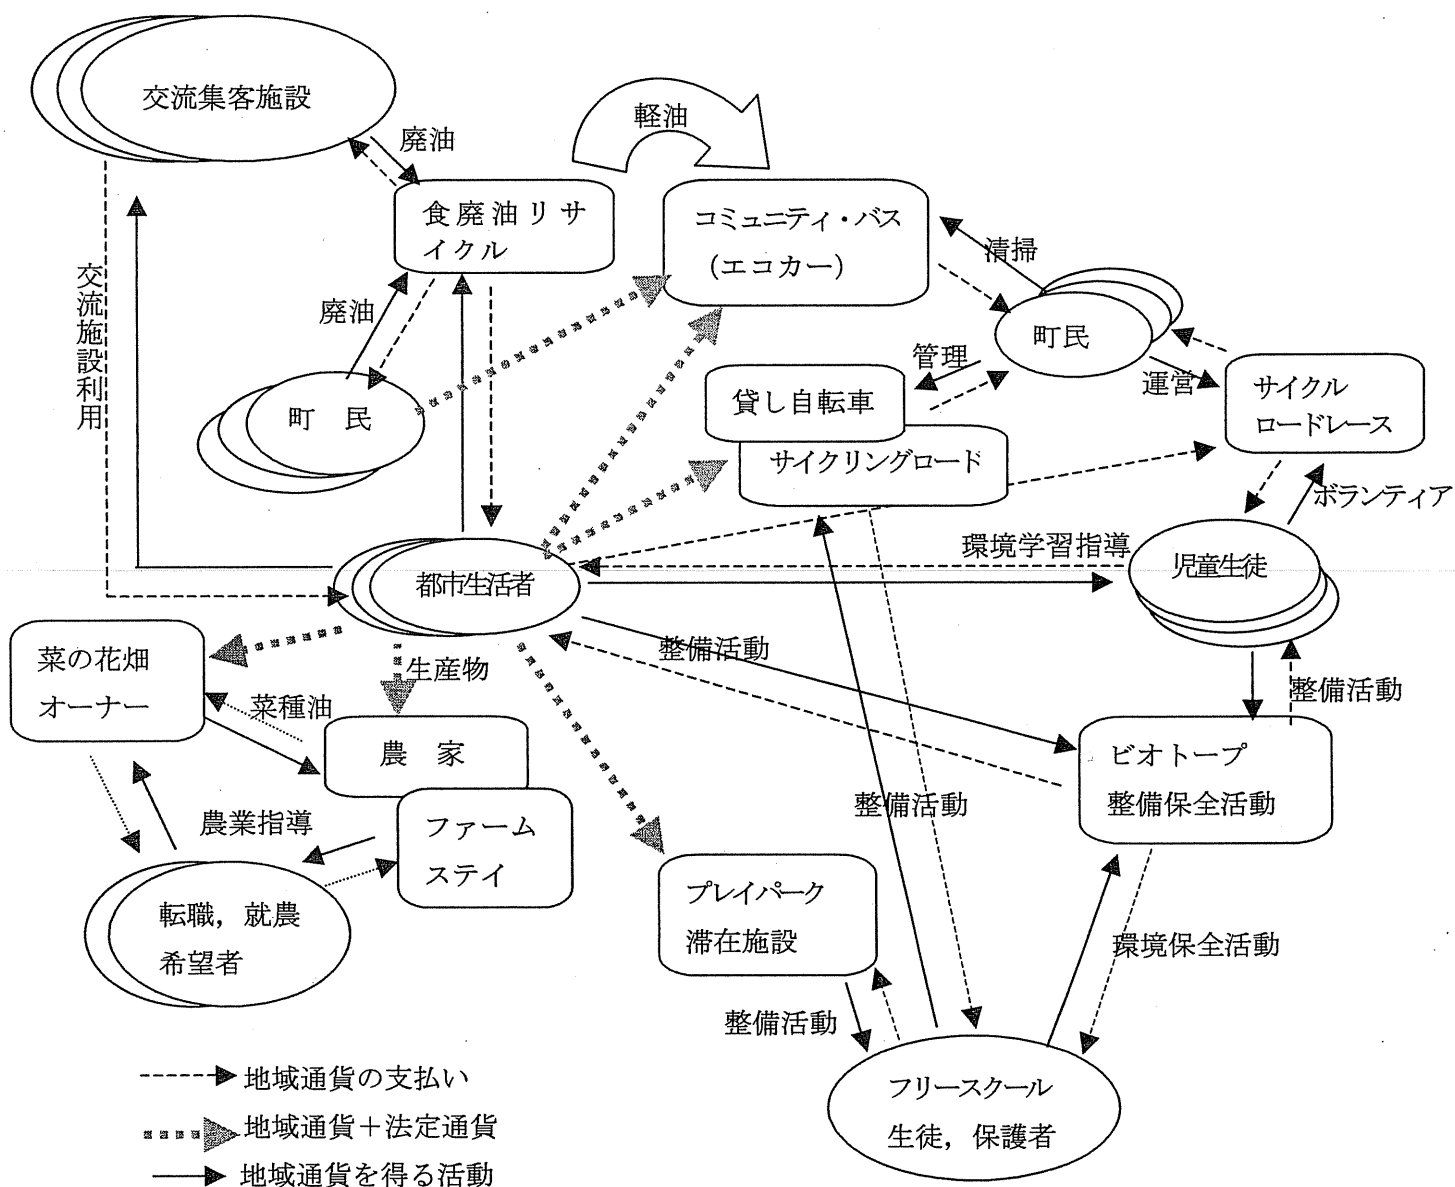 交流集客施設
廃油
軽油
食廃油リサ
イクル
コミュニティ・バス
(エコカー)
清掃
交流施設利用
廃油
町民
管理
運営
町　民
貸し自転車
サイクリングロード
サイクル
ロードレース
ボランティア
環境学習指導
都市生活者
児童生徒
菜の花畑
オーナー
菜種油
生産物
整備活動
整備活動
農　家
ビオトープ
整備保全活動
農業指導
ファーム
ステイ
整備活動
転職，就農
希望者
プレイパーク
滞在施設
環境保全活動
整備活動
フリースクール
生徒，保護者
地域通貨の支払い
地域通貨＋法定通貨
地域通貨を得る活動